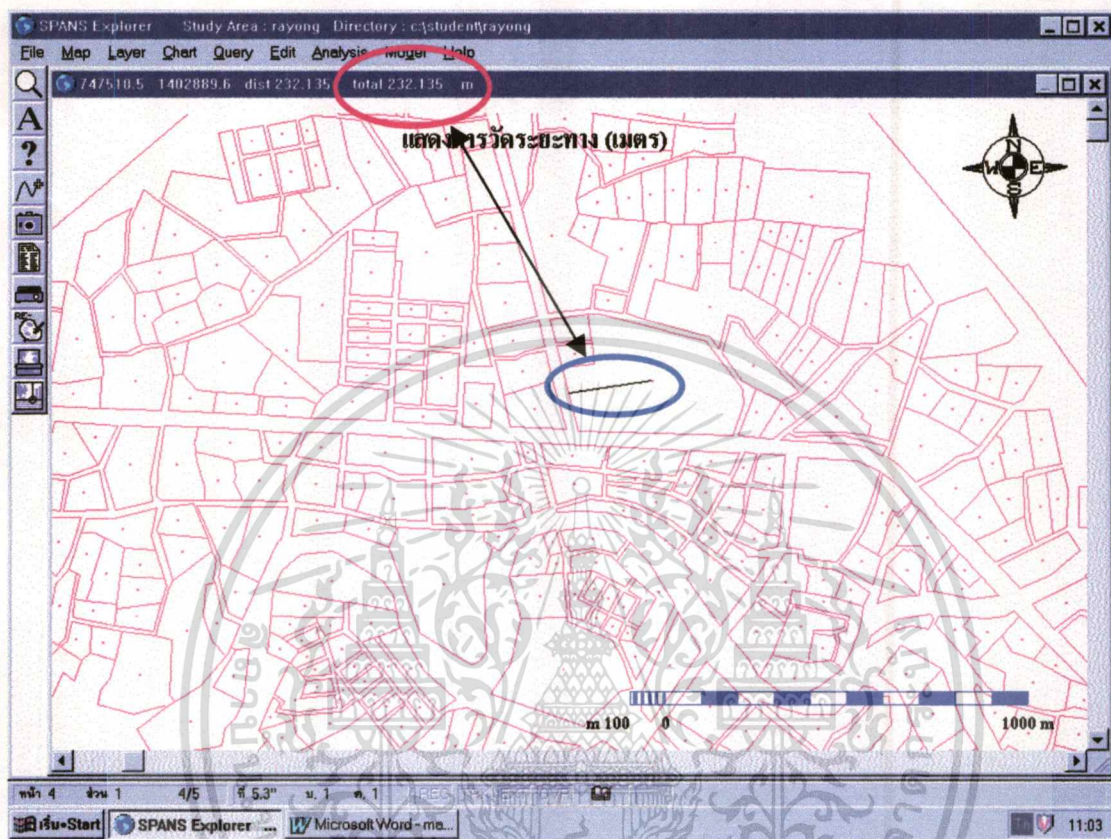 SPANS Explorer Study Area : rayong Directory : c:\student\rayong
File Map Layer Chart Query Edit Analysis Model Help
747510.5 1402889.6 dist 232.135 total 232.135 m
แสดงการวัดระยะทาง (เมตร)
N
W E
S
A
?
m 100 0 1000 m
หน้า 4 ส่วน 1 4/5 ที่ 5.3" บ. 1 ค. 1
เริ่ม•Start SPANS Explorer ... Microsoft Word - ma... 11:03